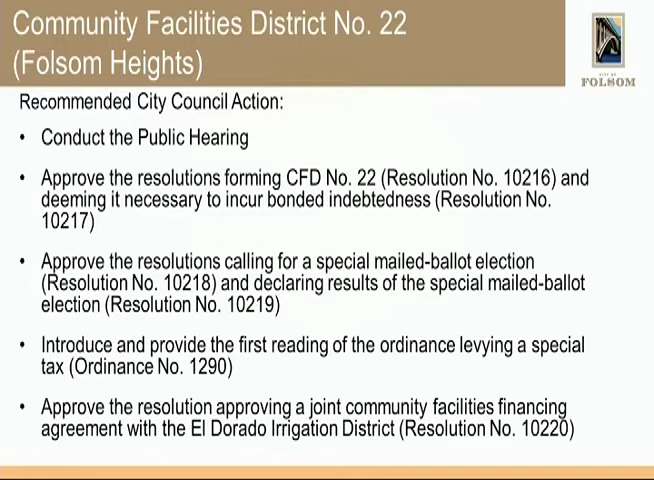 Community Facilities District No. 22
(Folsom Heights)
CITY OF
FOLSOM
Recommended City Council Action:
• Conduct the Public Hearing
• Approve the resolutions forming CFD No. 22 (Resolution No. 10216) and
deeming it necessary to incur bonded indebtedness (Resolution No.
10217)
• Approve the resolutions calling for a special mailed-ballot election
(Resolution No. 10218) and declaring results of the special mailed-ballot
election (Resolution No. 10219)
• Introduce and provide the first reading of the ordinance levying a special
tax (Ordinance No. 1290)
• Approve the resolution approving a joint community facilities financing
agreement with the El Dorado Irrigation District (Resolution No. 10220)